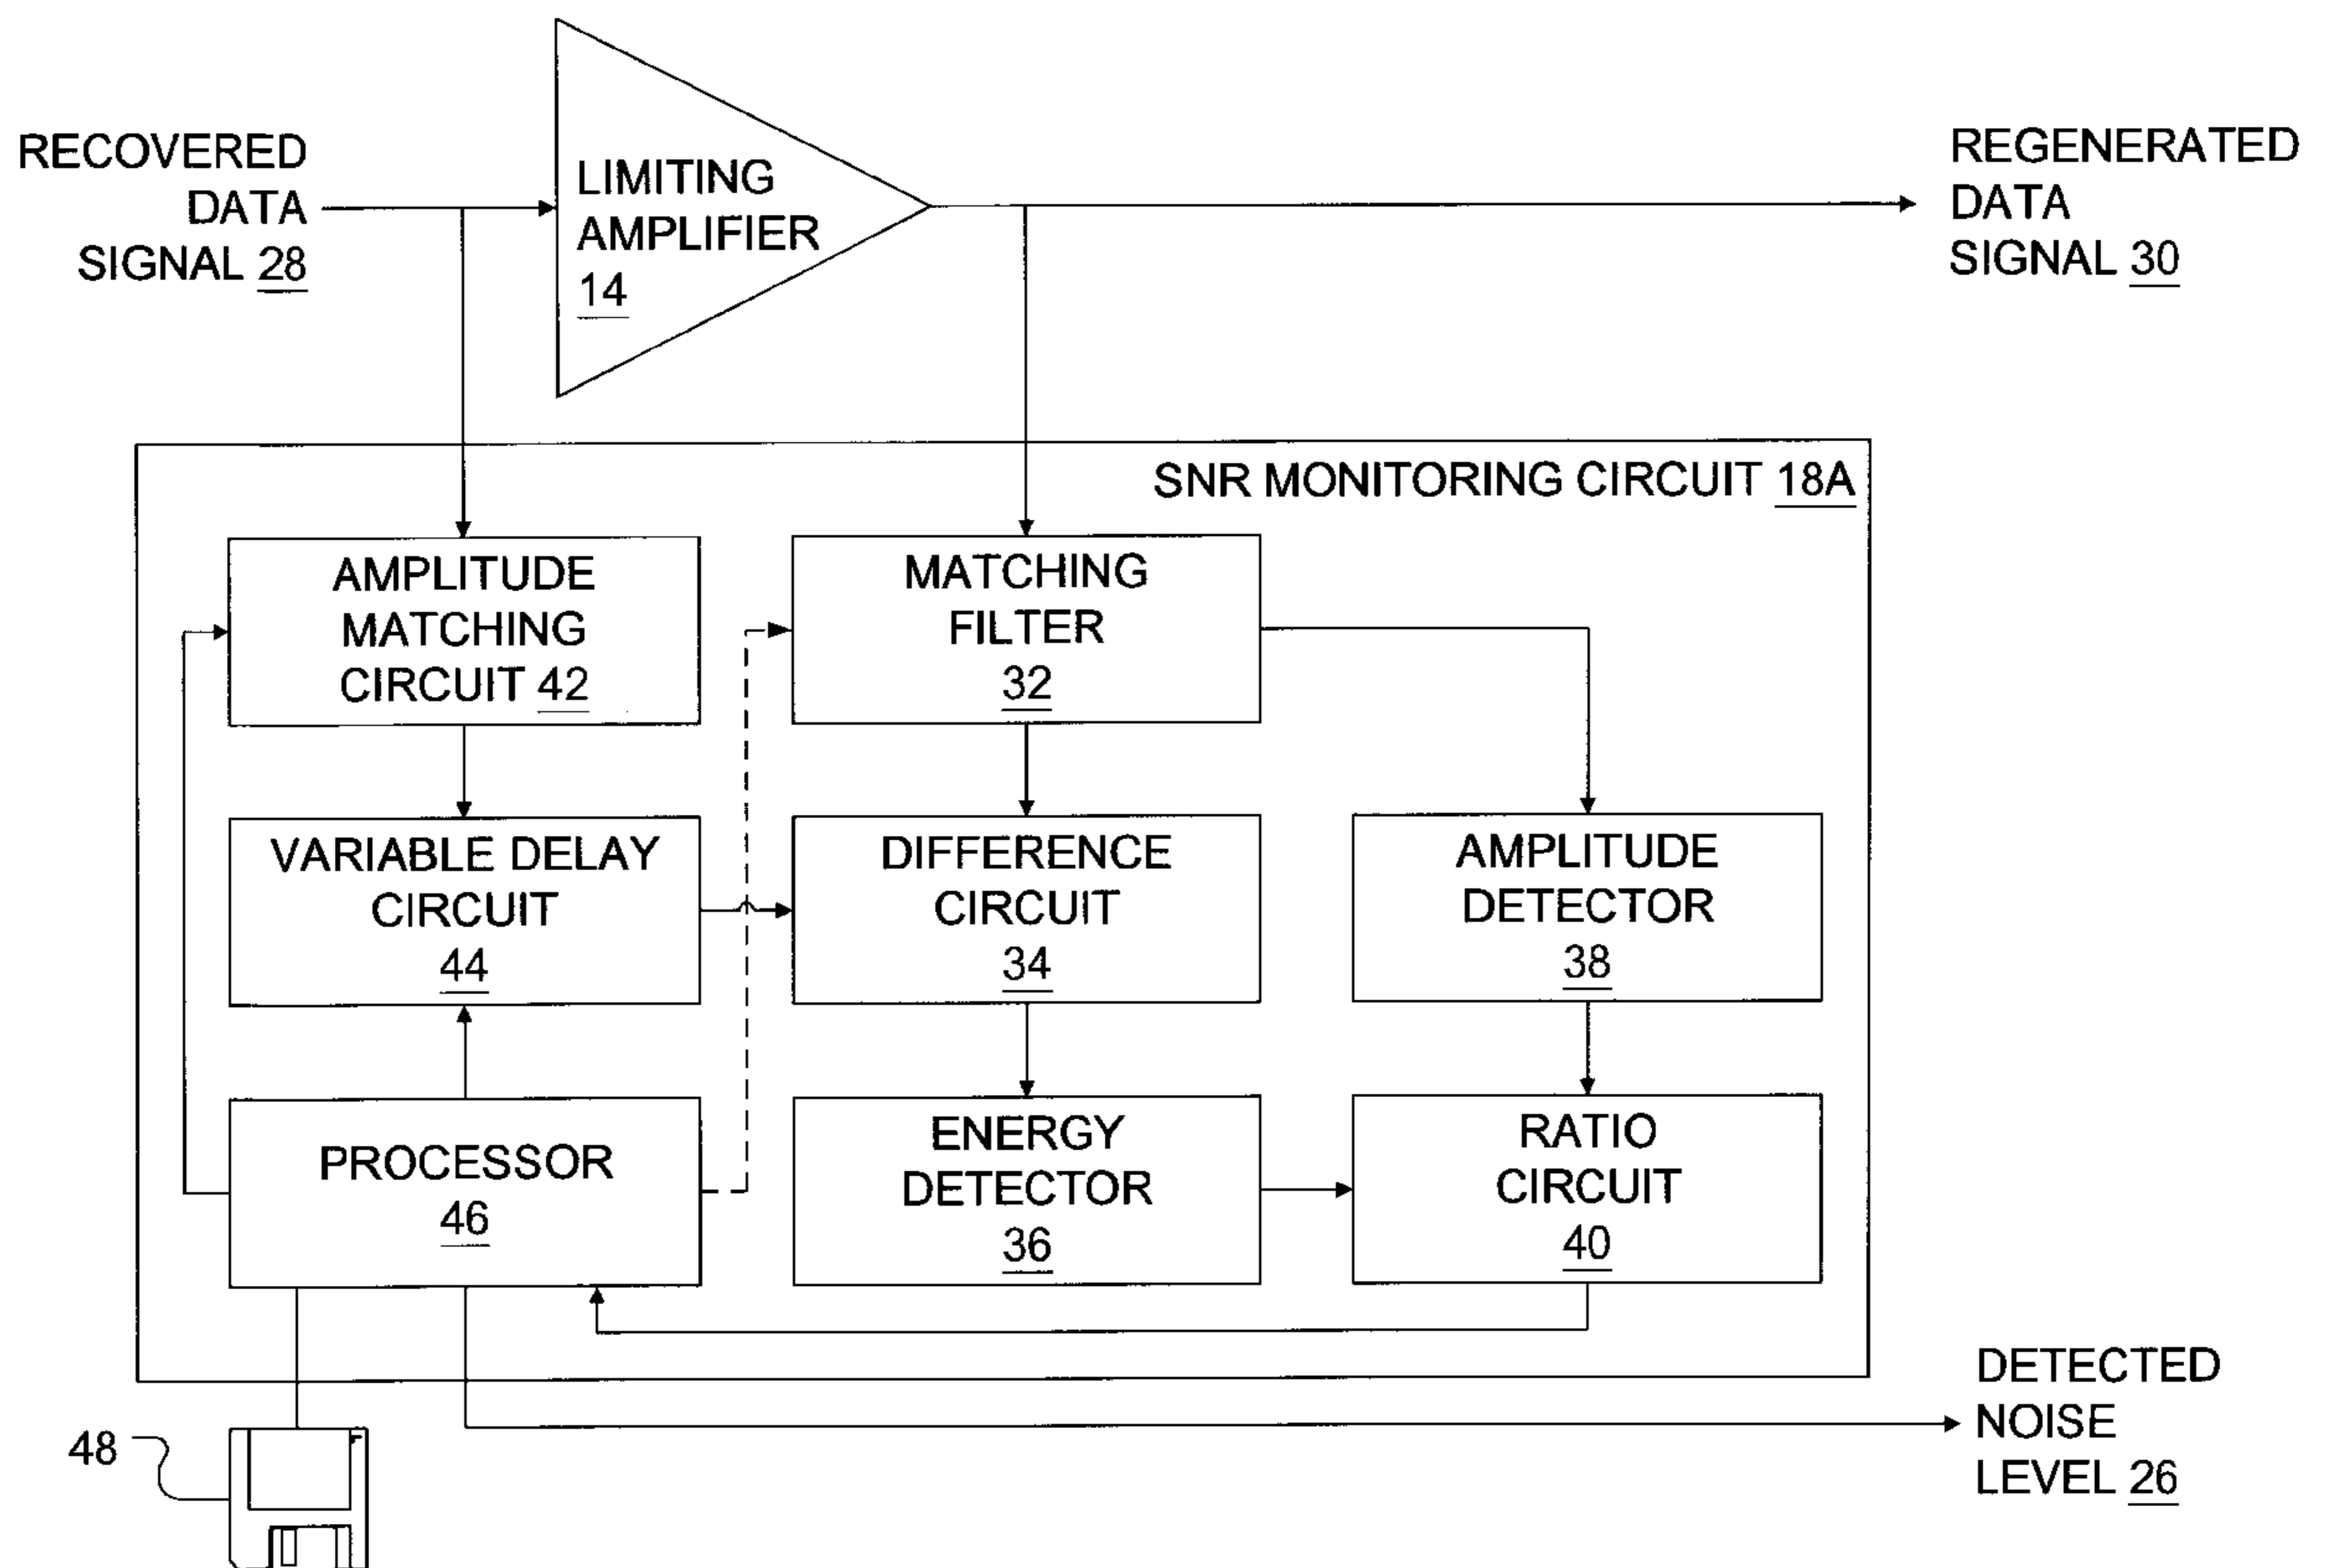 RECOVERED
DATA
SIGNAL 28
LIMITING
AMPLIFIER
14
REGENERATED
DATA
SIGNAL 30
SNR MONITORING CIRCUIT 18A
AMPLITUDE
MATCHING
CIRCUIT 42
MATCHING
FILTER
32
VARIABLE DELAY
CIRCUIT
44
DIFFERENCE
CIRCUIT
34
AMPLITUDE
DETECTOR
38
PROCESSOR
46
ENERGY
DETECTOR
36
RATIO
CIRCUIT
40
DETECTED
NOISE
LEVEL 26
48